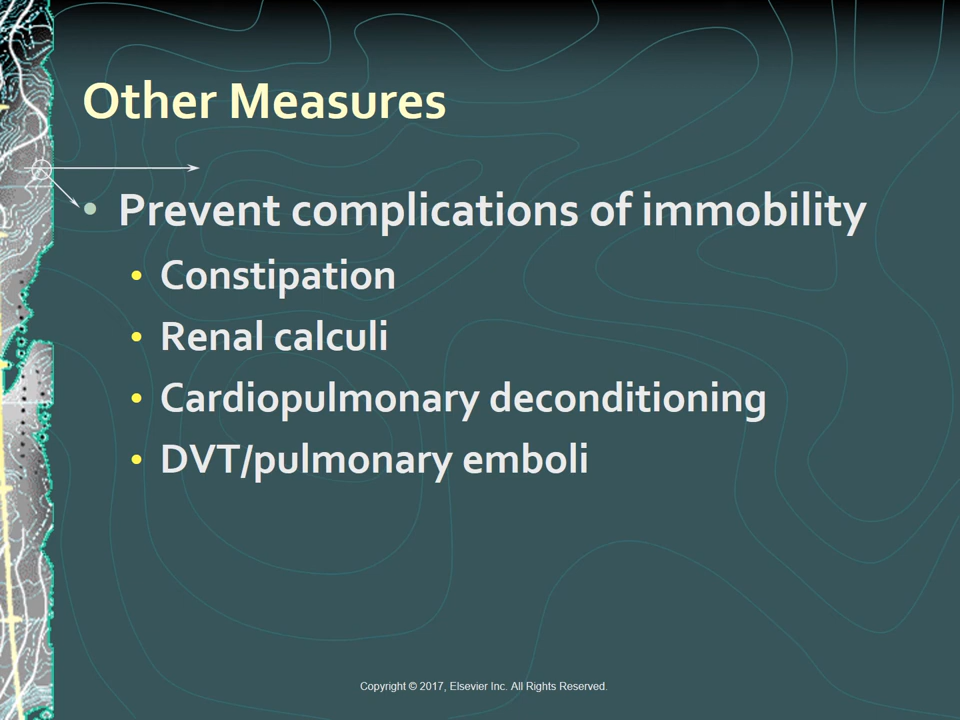 Other Measures
• Prevent complications of immobility
• Constipation
• Renal calculi
• Cardiopulmonary deconditioning
• DVT/pulmonary emboli
Copyright © 2017, Elsevier Inc. All Rights Reserved.